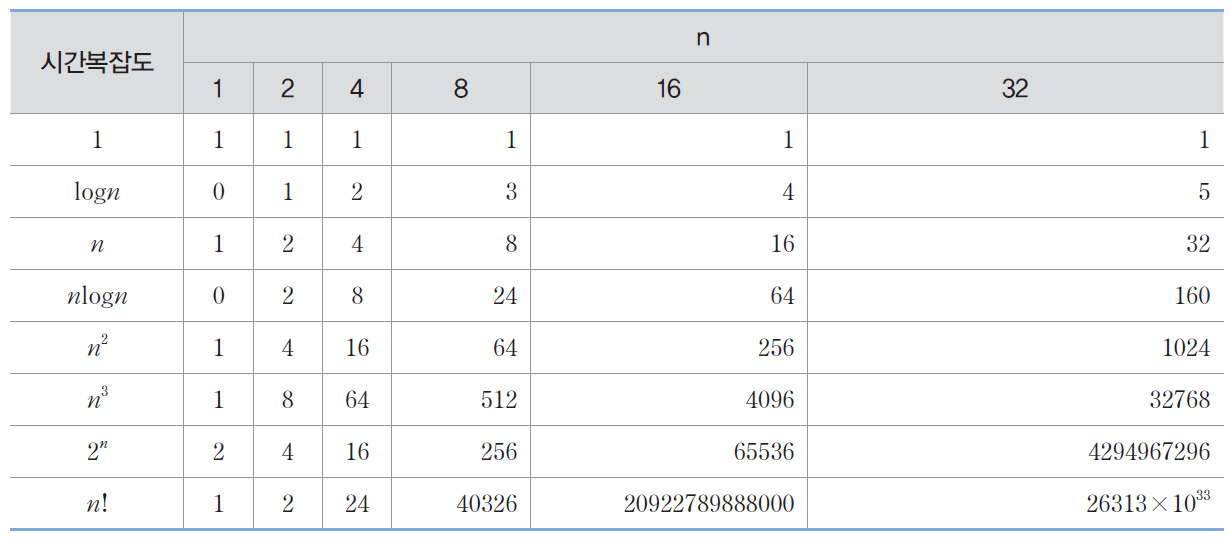 시간복잡도 n
1 2 4 8 16 32
1 1 1 1 1 1 1
logn 0 1 2 3 4 5
n 1 2 4 8 16 32
nlogn 0 2 8 24 64 160
n² 1 4 16 64 256 1024
n³ 1 8 64 512 4096 32768
2ⁿ 2 4 16 256 65536 4294967296
n! 1 2 24 40326 20922789888000 26313×10³³